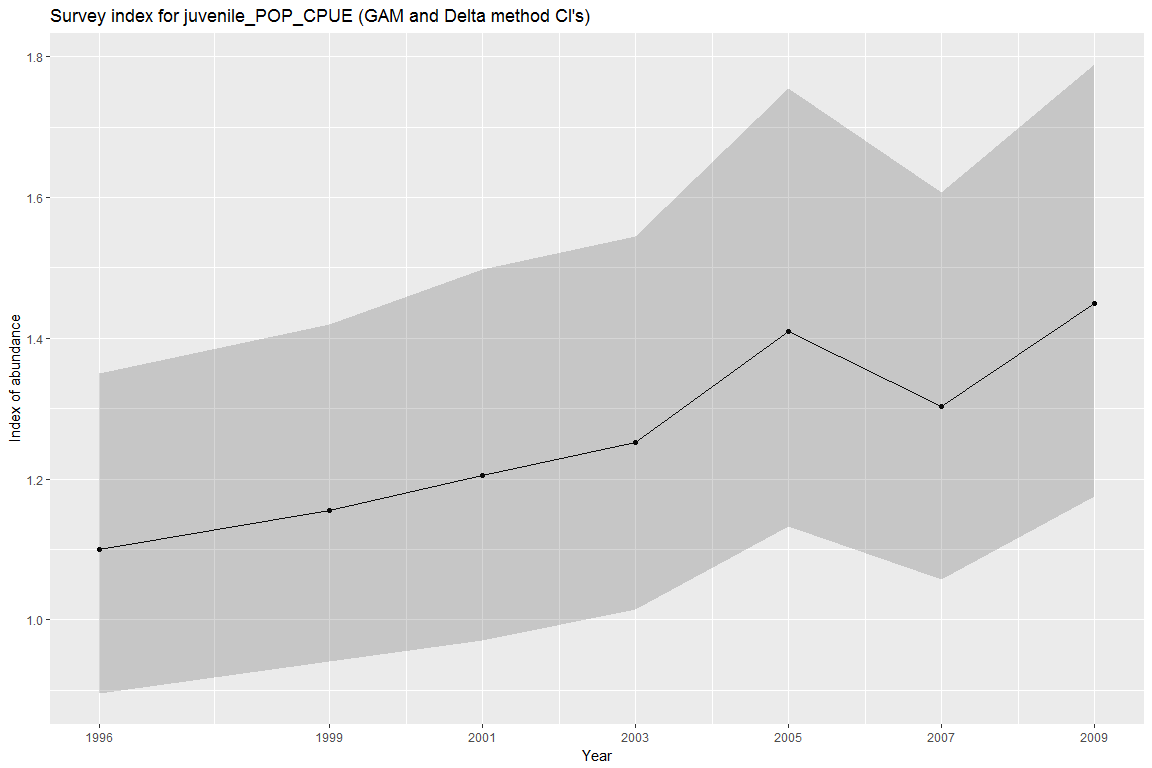 Survey index for juvenile_POP_CPUE (GAM and Delta method CI's)
Index of abundance
1.8
1.6
1.4
1.2
1.0
1996 1999 2001 2003 2005 2007 2009
Year